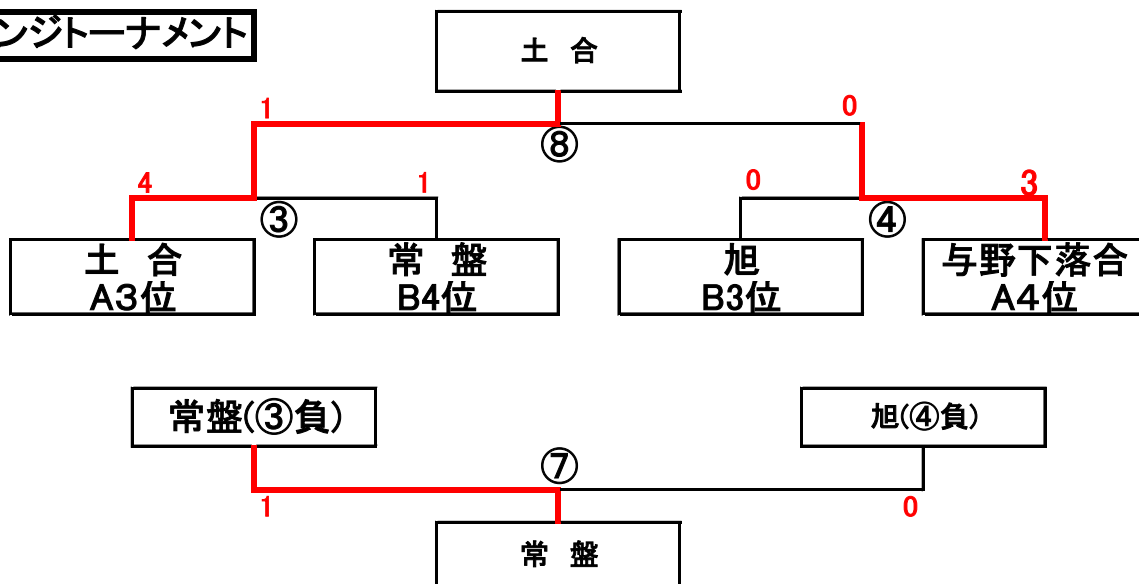 ンジトーナメント
土 合
1
0
⑧
4
1
0
3
③
④
土 合
A3位
常 盤
B4位
旭
B3位
与野下落合
A4位
常盤(③負)
旭(④負)
⑦
1
0
常 盤